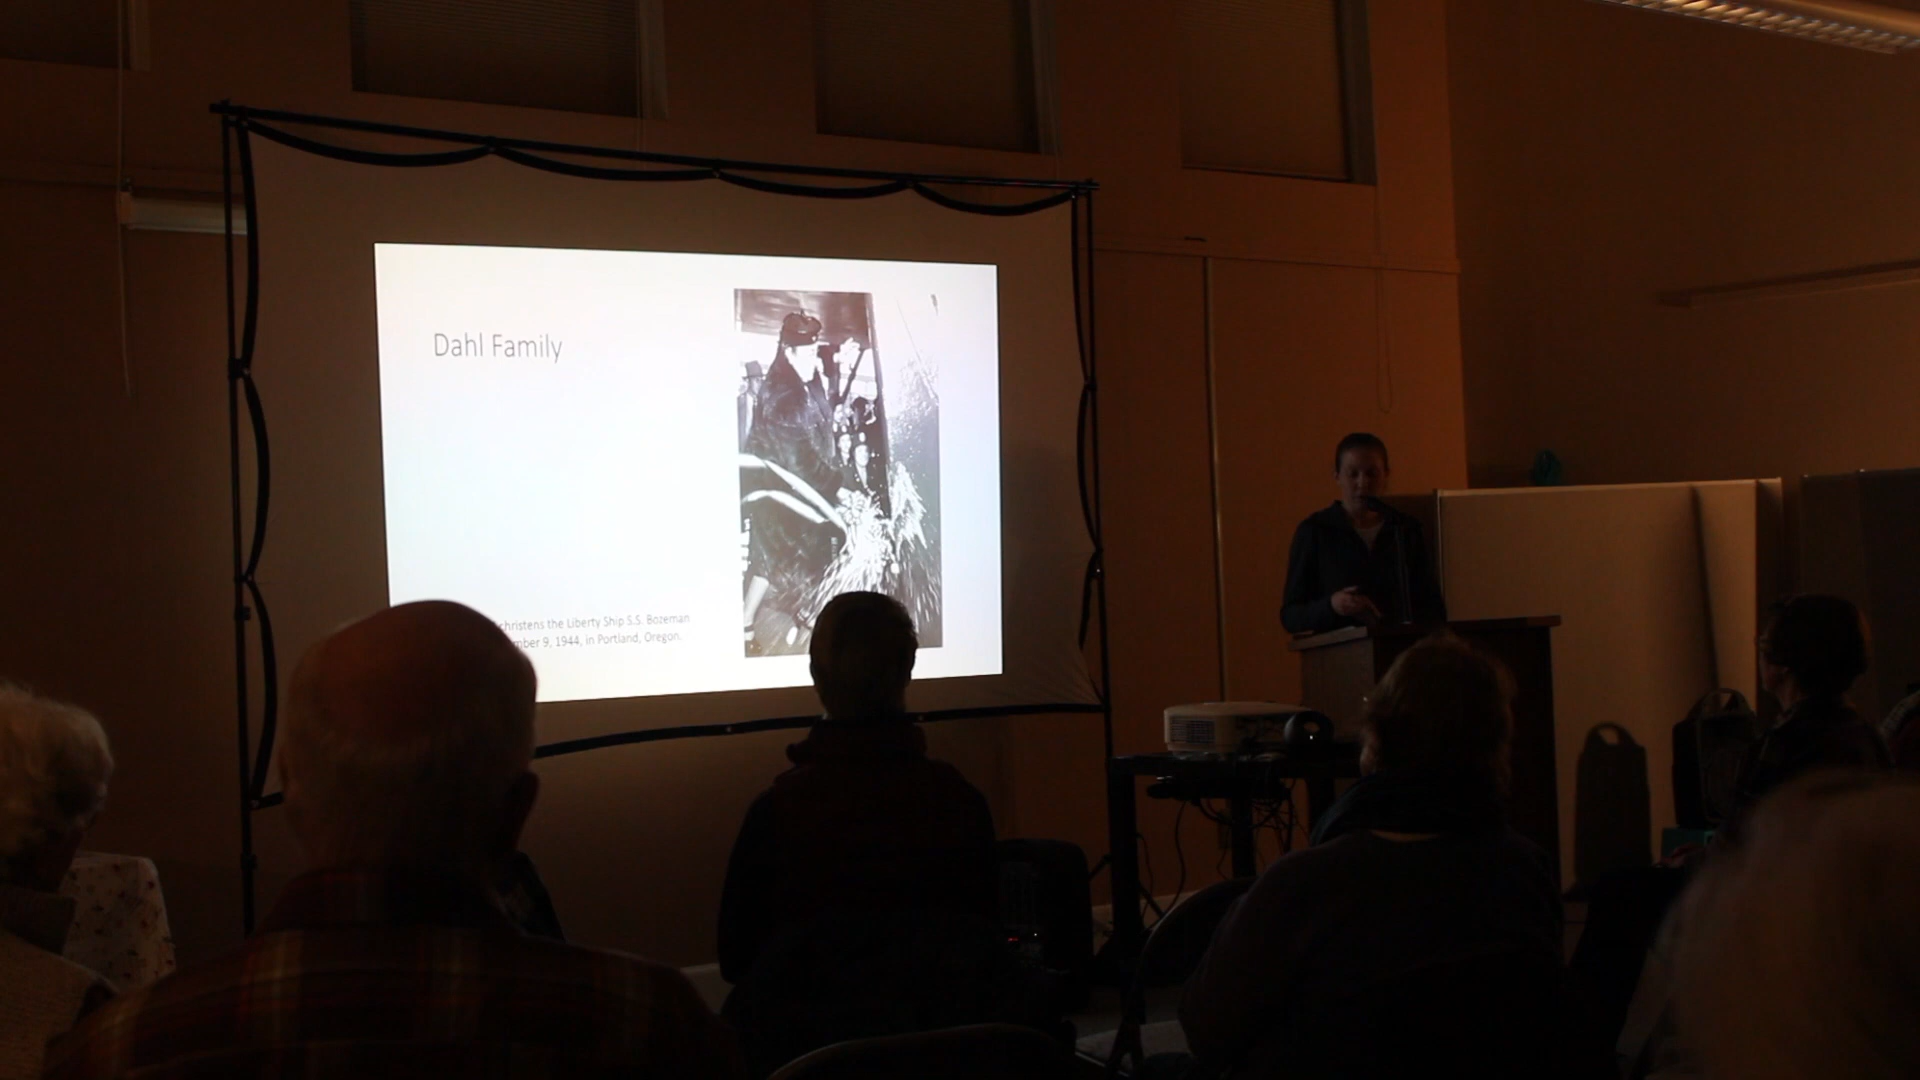 Dahl Family
christens the Liberty Ship S.S. Bozeman
mber 9, 1944, in Portland, Oregon.